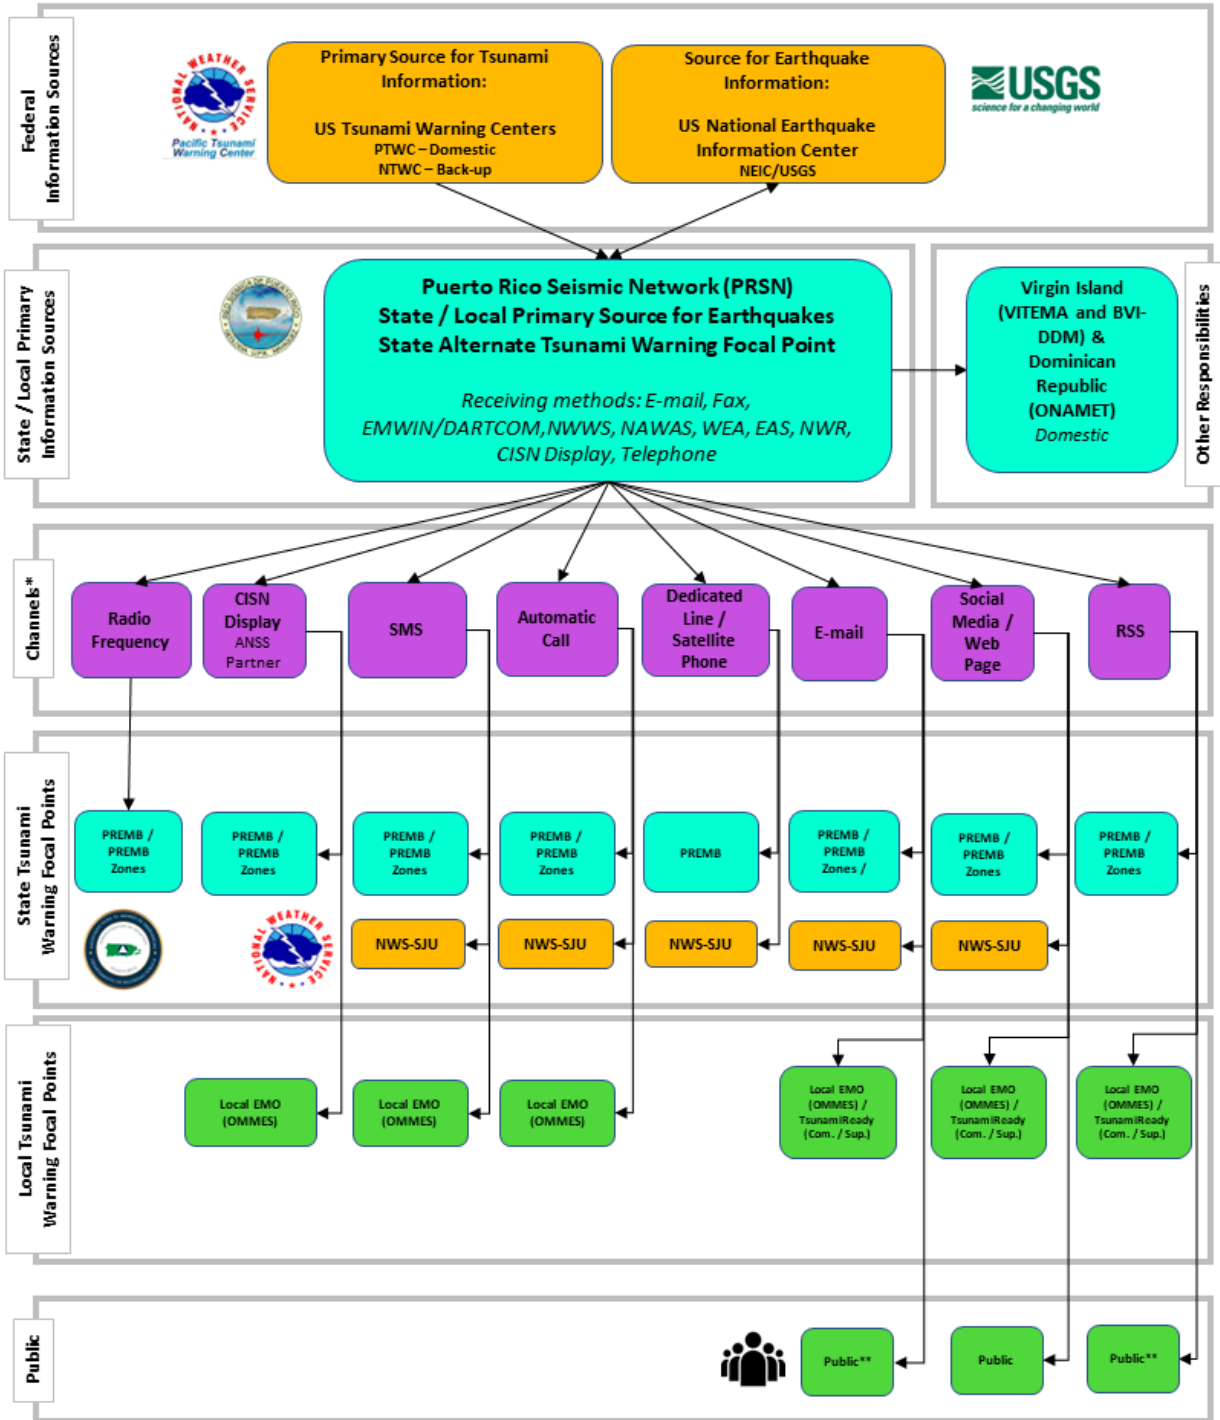 Federal
Information Sources
NATIONAL WEATHER SERVICE
Pacific Tsunami
Warning Center
Primary Source for Tsunami
Information:
US Tsunami Warning Centers
PTWC – Domestic
NTWC – Back-up
Source for Earthquake
Information:
US National Earthquake
Information Center
NEIC/USGS
USGS
science for a changing world
State / Local Primary
Information Sources
Puerto Rico Seismic Network (PRSN)
State / Local Primary Source for Earthquakes
State Alternate Tsunami Warning Focal Point
Receiving methods: E-mail, Fax,
EMWIN/DARTCOM,NWWS, NAWAS, WEA, EAS, NWR,
CISN Display, Telephone
Virgin Island
(VITEMA and BVI-
DDM) &
Dominican
Republic
(ONAMET)
Domestic
Other Responsibilities
Channels*
Radio
Frequency
CISN
Display
ANSS
Partner
SMS
Automatic
Call
Dedicated
Line /
Satellite
Phone
E-mail
Social
Media /
Web
Page
RSS
State Tsunami
Warning Focal Points
PREMB /
PREMB
Zones
PREMB /
PREMB
Zones
PREMB /
PREMB
Zones
PREMB /
PREMB
Zones
PREMB
PREMB /
PREMB
Zones /
PREMB /
PREMB
Zones
PREMB /
PREMB
Zones
NATIONAL WEATHER SERVICE
NWS-SJU
NWS-SJU
NWS-SJU
NWS-SJU
NWS-SJU
Local Tsunami
Warning Focal Points
Local EMO
(OMMES)
Local EMO
(OMMES)
Local EMO
(OMMES)
Local EMO
(OMMES) /
TsunamiReady
(Com. / Sup.)
Local EMO
(OMMES) /
TsunamiReady
(Com. / Sup.)
Local EMO
(OMMES) /
TsunamiReady
(Com. / Sup.)
Public
Public**
Public
Public**